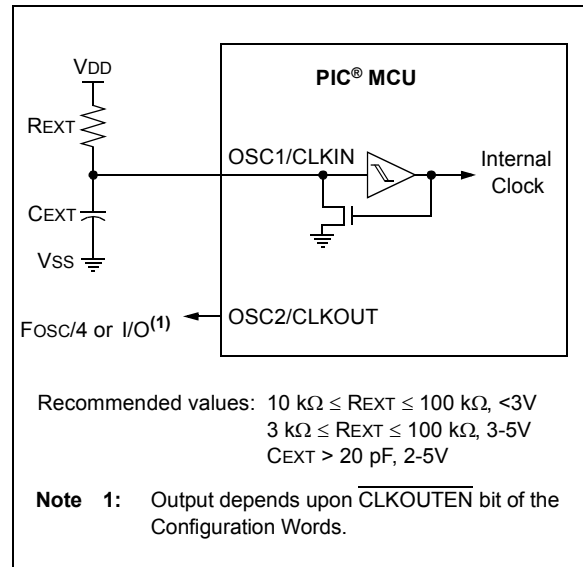 VDD
PIC® MCU
REXT
OSC1/CLKIN
Internal
Clock
CEXT
VSS
FOSC/4 or I/O(1)
OSC2/CLKOUT
Recommended values: 10 kΩ ≤ REXT ≤ 100 kΩ, <3V
3 kΩ ≤ REXT ≤ 100 kΩ, 3-5V
CEXT > 20 pF, 2-5V
Note 1: Output depends upon CLKOUTEN bit of the
Configuration Words.